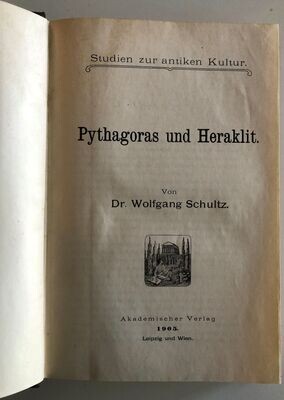 Studien zur antiken Kultur.
Pythagoras und Heraklit.
Von
Dr. Wolfgang Schultz.
Akademischer Verlag
1905.
Leipzig und Wien.